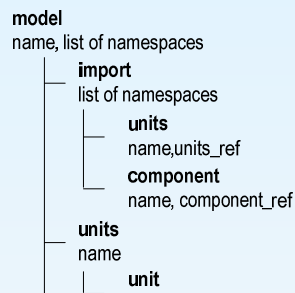 model
name, list of namespaces
import
list of namespaces
units
name,units_ref
component
name, component_ref
units
name
unit